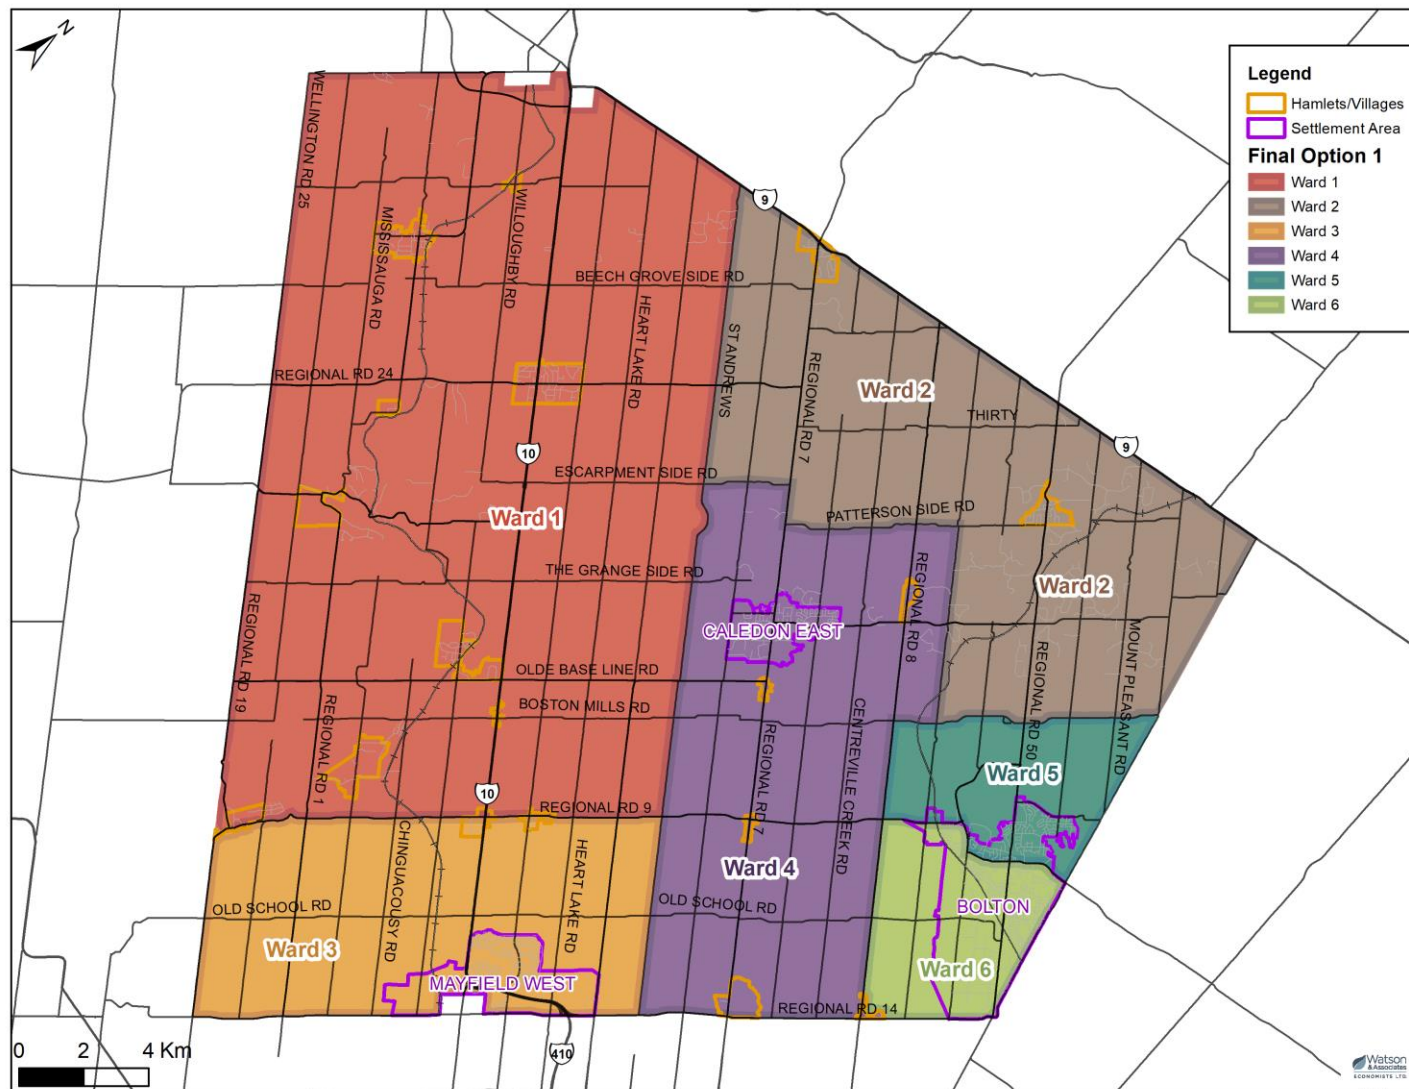 N
Legend
Hamlets/Villages
Settlement Area
Final Option 1
Ward 1
Ward 2
Ward 3
Ward 4
Ward 5
Ward 6
WELLINGTON RD 25
MISSISSAUGA RD
WILLOUGHBY RD
9
BEECH GROVE SIDE RD
HEART LAKE RD
ST ANDREWS
REGIONAL RD 7
REGIONAL RD 24
Ward 2
THIRTY
9
10
ESCARPMENT SIDE RD
Ward 1
PATTERSON SIDE RD
THE GRANGE SIDE RD
REGIONAL RD 8
Ward 2
REGIONAL RD 19
CALEDON EAST
MOUNT PLEASANT RD
OLDE BASE LINE RD
REGIONAL RD 50
BOSTON MILLS RD
REGIONAL RD 1
REGIONAL RD 7
CENTREVILLE CREEK RD
Ward 5
10
REGIONAL RD 9
CHINGUACOUSY RD
HEART LAKE RD
Ward 4
OLD SCHOOL RD
OLD SCHOOL RD
BOLTON
Ward 3
Ward 6
MAYFIELD WEST
REGIONAL RD 14
410
0 2 4 Km
Watson
& Associates
ECONOMISTS LTD.